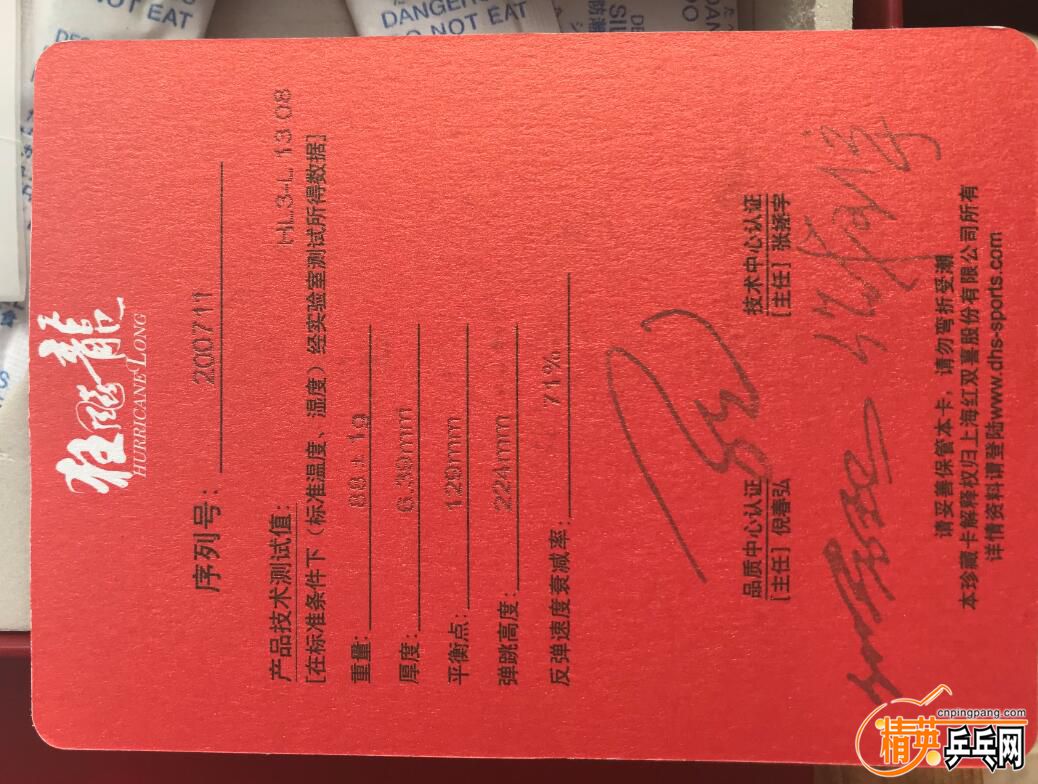 狂飚龍
HURRICANE LONG
序列号: 200711
产品技术测试值: HL3-L 13 08
[在标准条件下（标准温度、湿度）经实验室测试所得数据]
重量: 88±1g
厚度: 6.39mm
平衡点: 129mm
弹跳高度: 224mm
反弹速度衰减率: 71%
品质中心认证
[主任] 倪春弘
技术中心认证
[主任] 张拯宇
请妥善保管本卡，请勿弯折受潮
本珍藏卡解释权归上海红双喜股份有限公司所有
详情资料请登陆www.dhs-sports.com
DANGER
DO NOT EAT
NOT EAT
cnpingpang.com
精英乒乓网